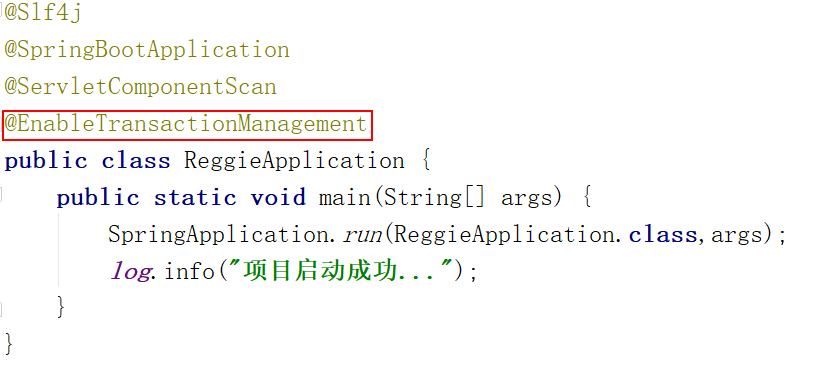 @Slf4j
@SpringBootApplication
@ServletComponentScan
@EnableTransactionManagement
public class ReggieApplication {
    public static void main(String[] args) {
        SpringApplication.run(ReggieApplication.class,args);
        log.info("项目启动成功...");
    }
}